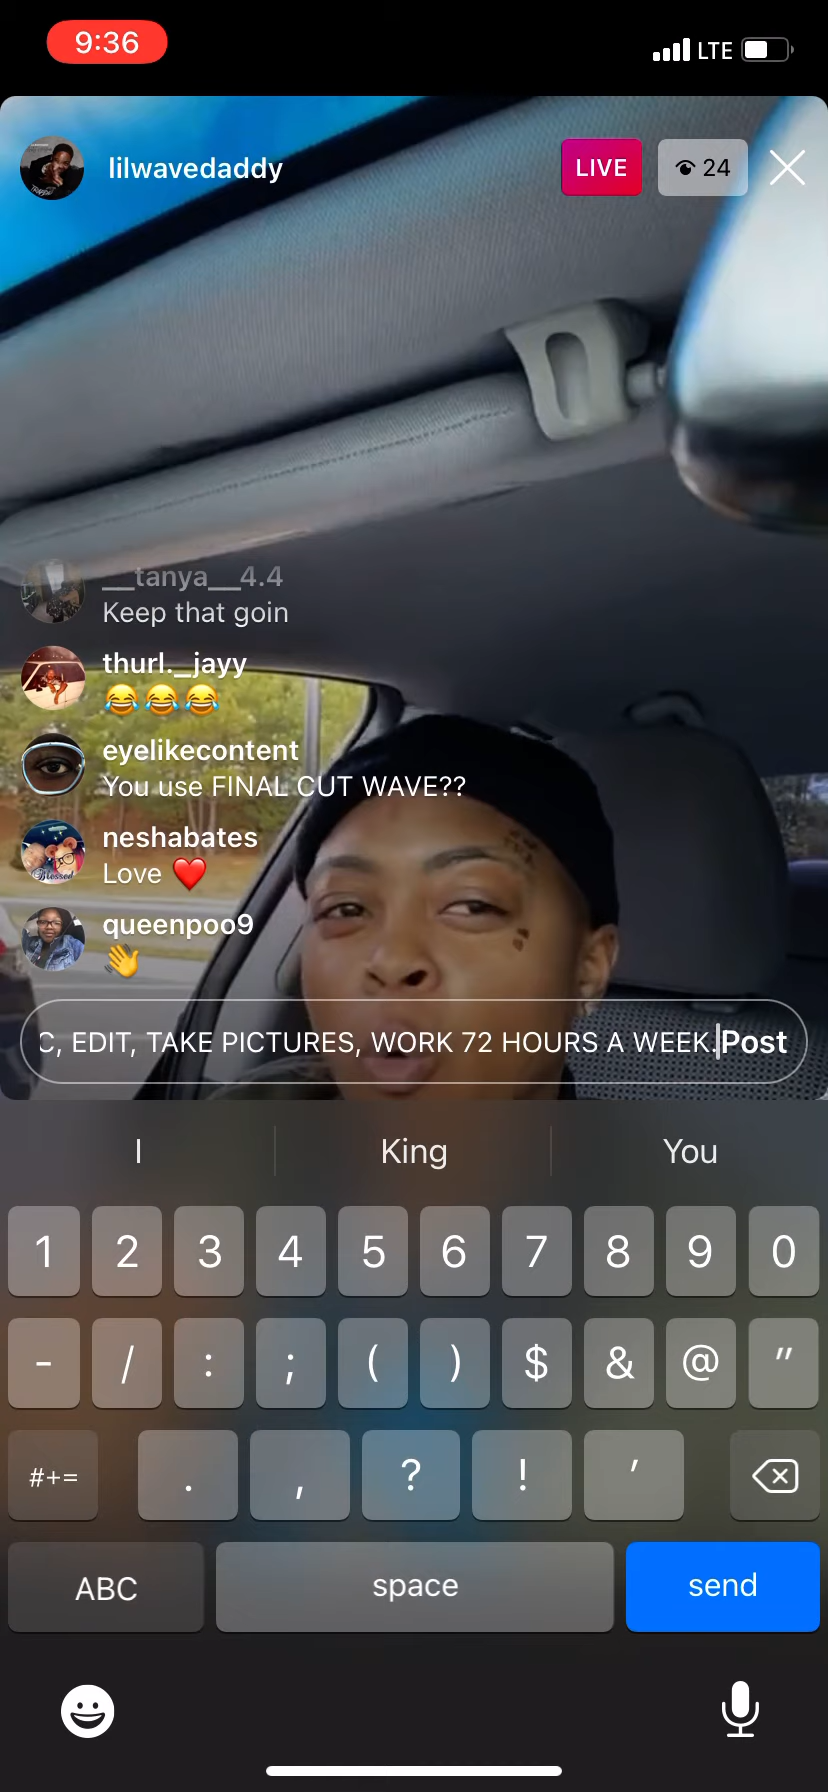 9:36
LTE
lilwavedaddy
LIVE
24
__tanya__4.4
Keep that goin
thurl._jayy
😂😂😂
eyelikecontent
You use FINAL CUT WAVE??
neshabates
Love ❤️
Blessed
queenpoo9
👋
C, EDIT, TAKE PICTURES, WORK 72 HOURS A WEEK.
Post
I King You
1 2 3 4 5 6 7 8 9 0
- / : ; ( ) $ & @ "
#+= . , ? ! '
ABC space send